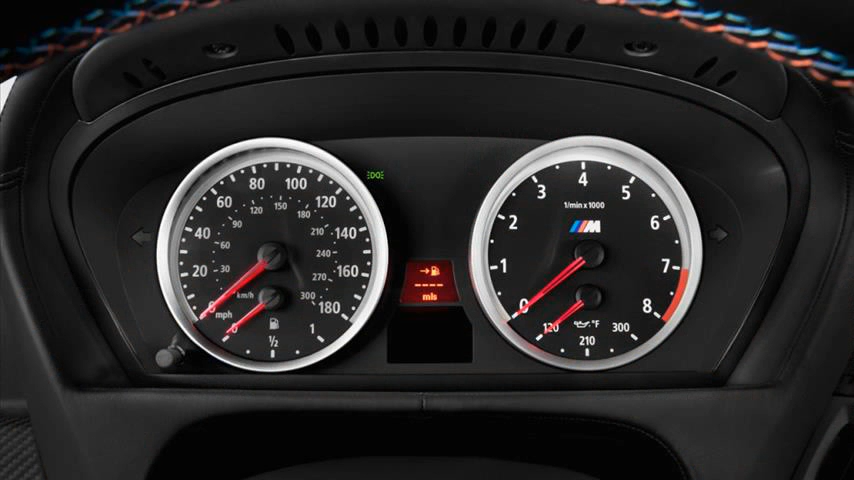 0 20 40 60 80 100 120 140 160 180
mph
30 60 90 120 150 180 210 240 270 300
km/h
0 1/2 1
→
----
mls
0 1 2 3 4 5 6 7 8
1/min x 1000
M
120 210 300
°F